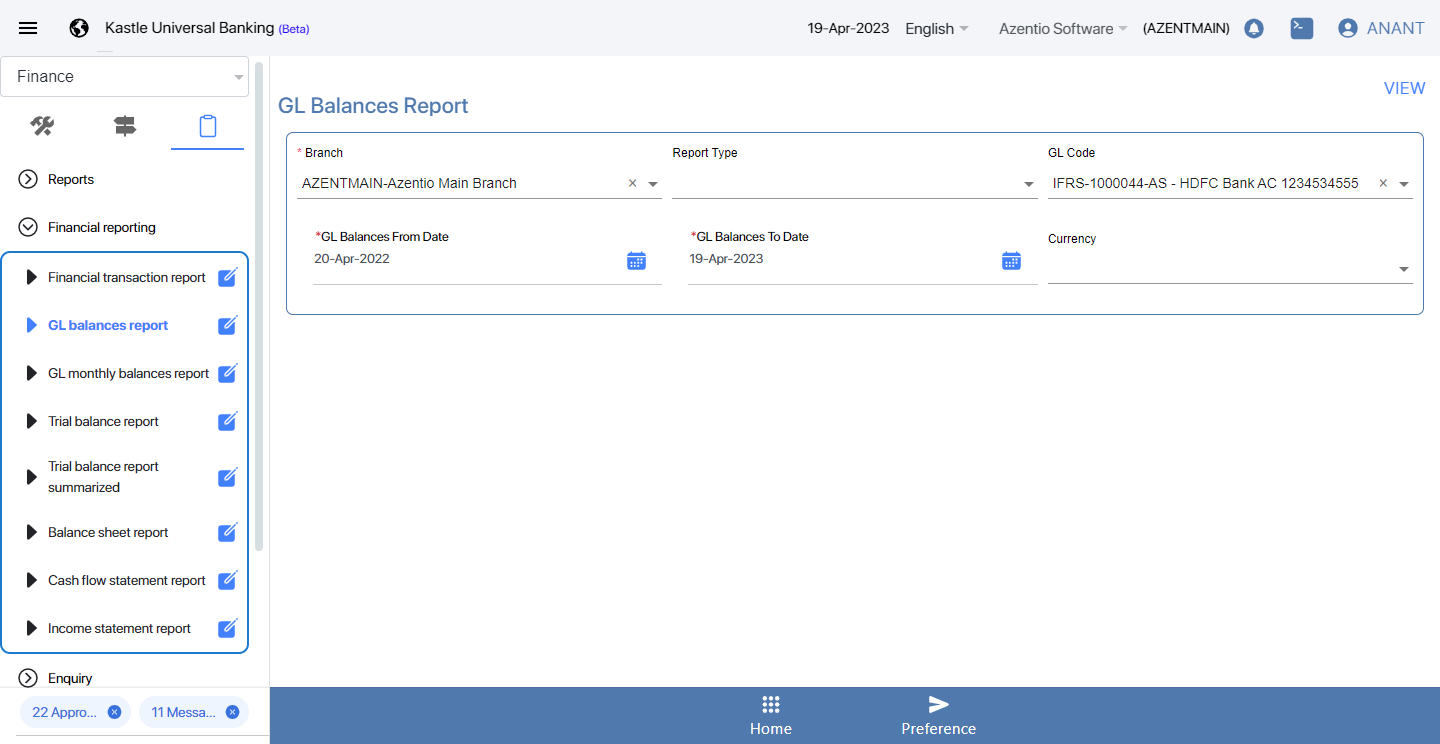 Kastle Universal Banking (Beta)
19-Apr-2023
English
Azentio Software
(AZENTMAIN)
ANANT
Finance
Reports
Financial reporting
Financial transaction report
GL balances report
GL monthly balances report
Trial balance report
Trial balance report
summarized
Balance sheet report
Cash flow statement report
Income statement report
Enquiry
22 Appro...
11 Messa...
VIEW
GL Balances Report
* Branch
AZENTMAIN-Azentio Main Branch
Report Type
GL Code
IFRS-1000044-AS - HDFC Bank AC 1234534555
*GL Balances From Date
20-Apr-2022
*GL Balances To Date
19-Apr-2023
Currency
Home
Preference